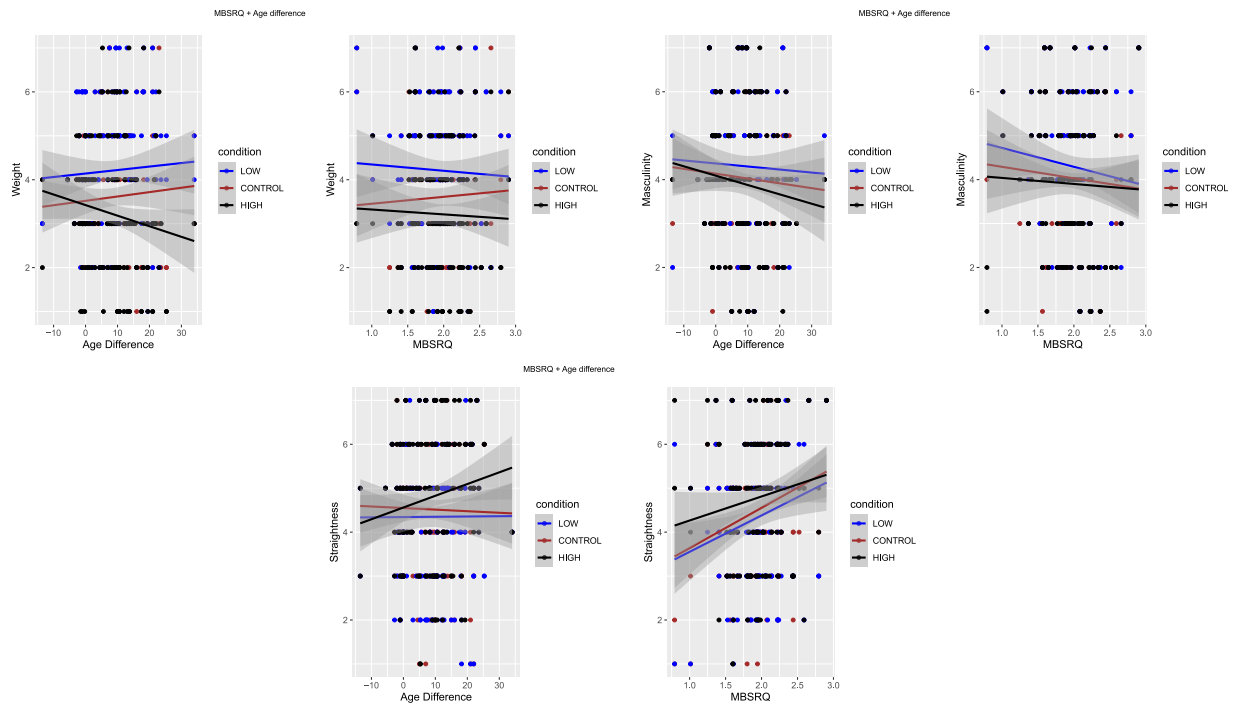 MBSRQ + Age difference
Weight
2
4
6
−10
0
10
20
30
Age Difference
condition
LOW
CONTROL
HIGH
Weight
2
4
6
1.0
1.5
2.0
2.5
3.0
MBSRQ
condition
LOW
CONTROL
HIGH
MBSRQ + Age difference
Masculinity
2
4
6
−10
0
10
20
30
Age Difference
condition
LOW
CONTROL
HIGH
Masculinity
2
4
6
1.0
1.5
2.0
2.5
3.0
MBSRQ
condition
LOW
CONTROL
HIGH
MBSRQ + Age difference
Straightness
2
4
6
−10
0
10
20
30
Age Difference
condition
LOW
CONTROL
HIGH
Straightness
2
4
6
1.0
1.5
2.0
2.5
3.0
MBSRQ
condition
LOW
CONTROL
HIGH